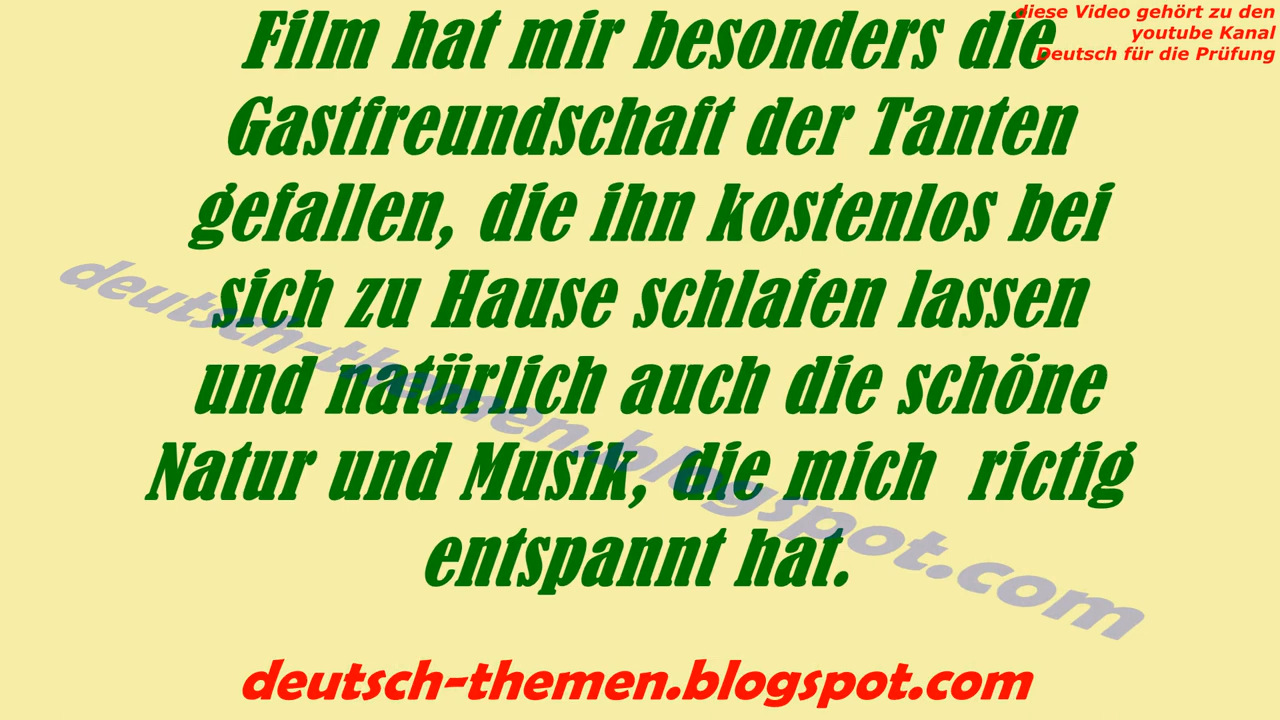 diese Video gehört zu den
youtube Kanal
Deutsch für die Prüfung
Film hat mir besonders die
Gastfreundschaft der Tanten
gefallen, die ihn kostenlos bei
sich zu Hause schlafen lassen
und natürlich auch die schöne
Natur und Musik, die mich rictig
entspannt hat.
deutsch-themen.blogspot.com
deutsch-themen.blogspot.com